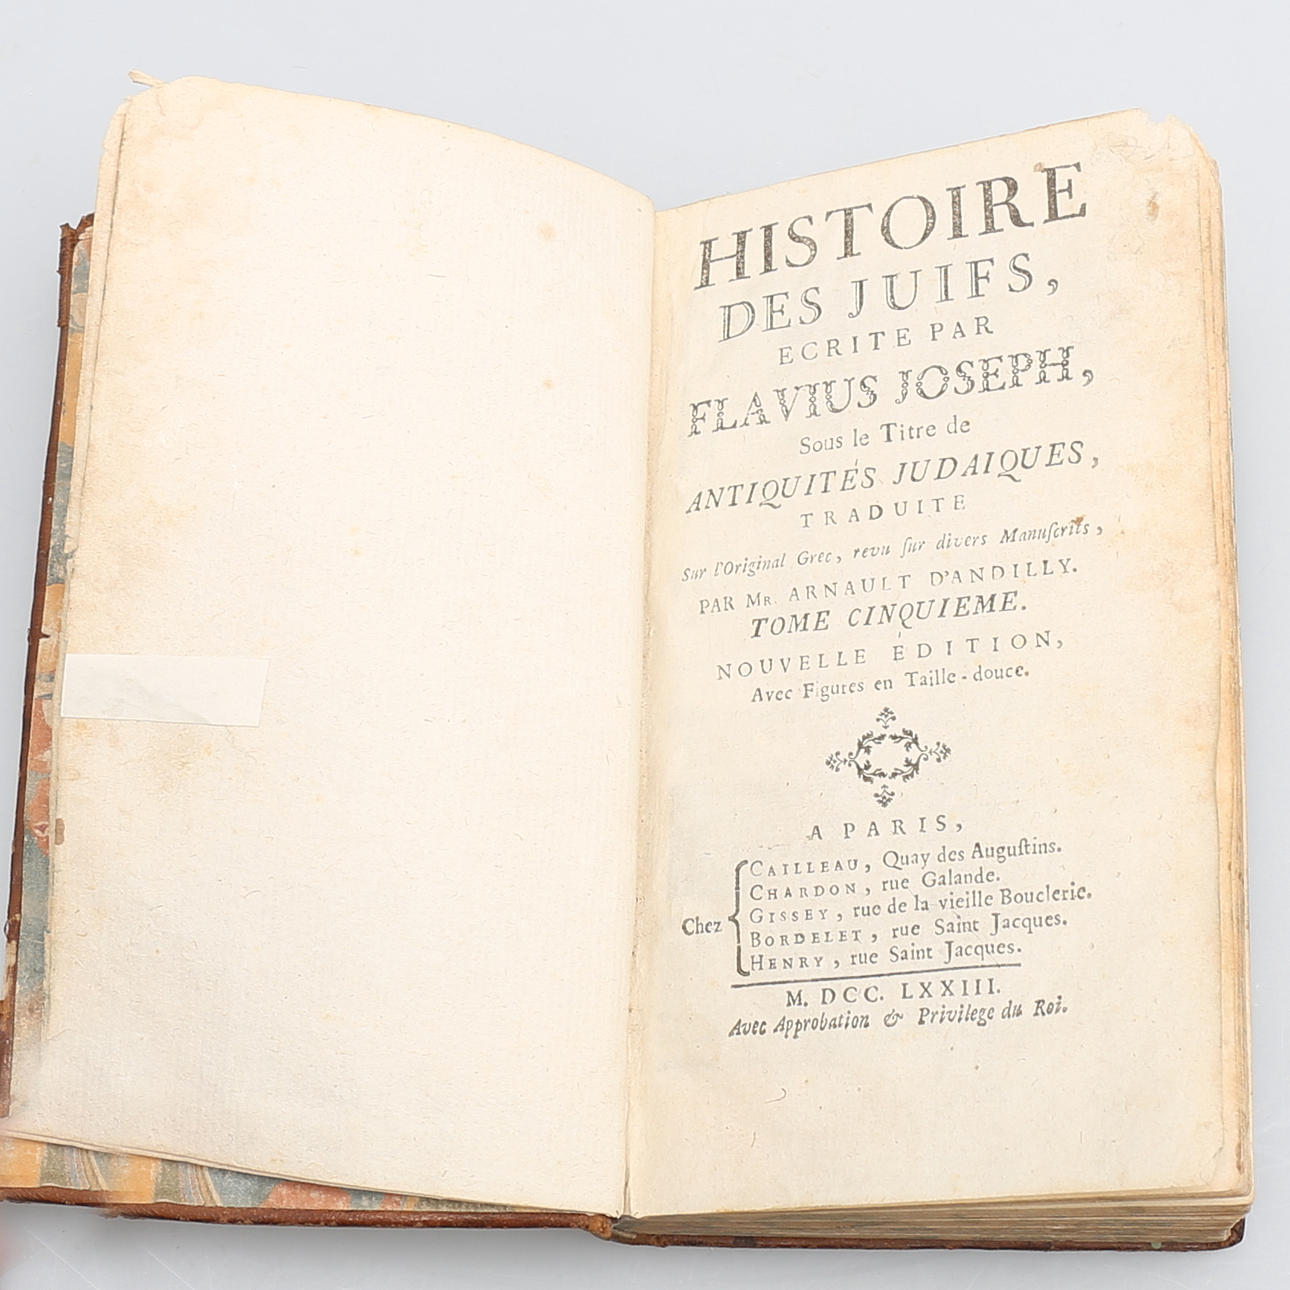 HISTOIRE
DES JUIFS,
ECRITE PAR
FLAVIUS JOSEPH,
Sous le Titre de
ANTIQUITÉS JUDAIQUES,
TRADUITE
Sur l'Original Grec, revu ſur divers Manuſcrits,
PAR MR. ARNAULT D'ANDILLY.
TOME CINQUIEME.
NOUVELLE ÉDITION,
Avec Figures en Taille-douce.
A PARIS,
Chez
CAILLEAU, Quay des Auguſtins.
CHARDON, rue Galande.
GISSEY, rue de la vieille Bouclerie.
BORDELET, rue Saint Jacques.
HENRY, rue Saint Jacques.
M. DCC. LXXIII.
Avec Approbation & Privilege du Roi.